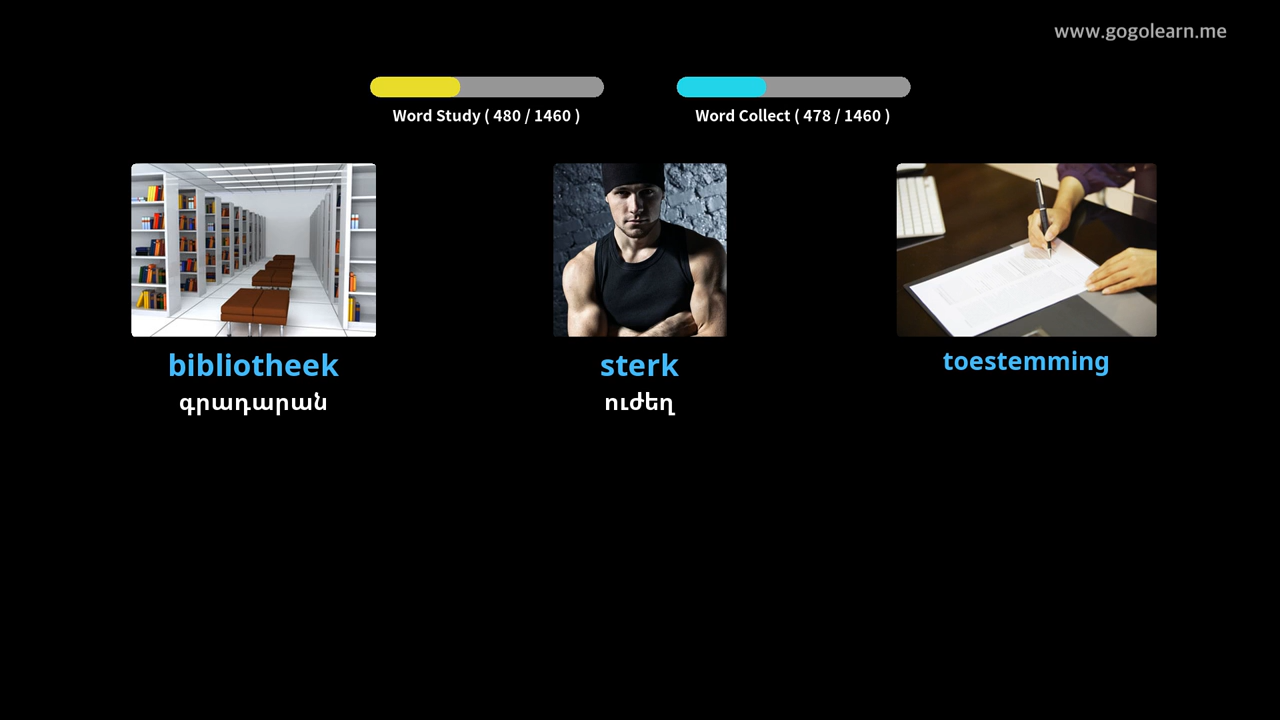 www.gogolearn.me
Word Study ( 480 / 1460 )
Word Collect ( 478 / 1460 )
bibliotheek
գրադարան
sterk
ուժեղ
toestemming